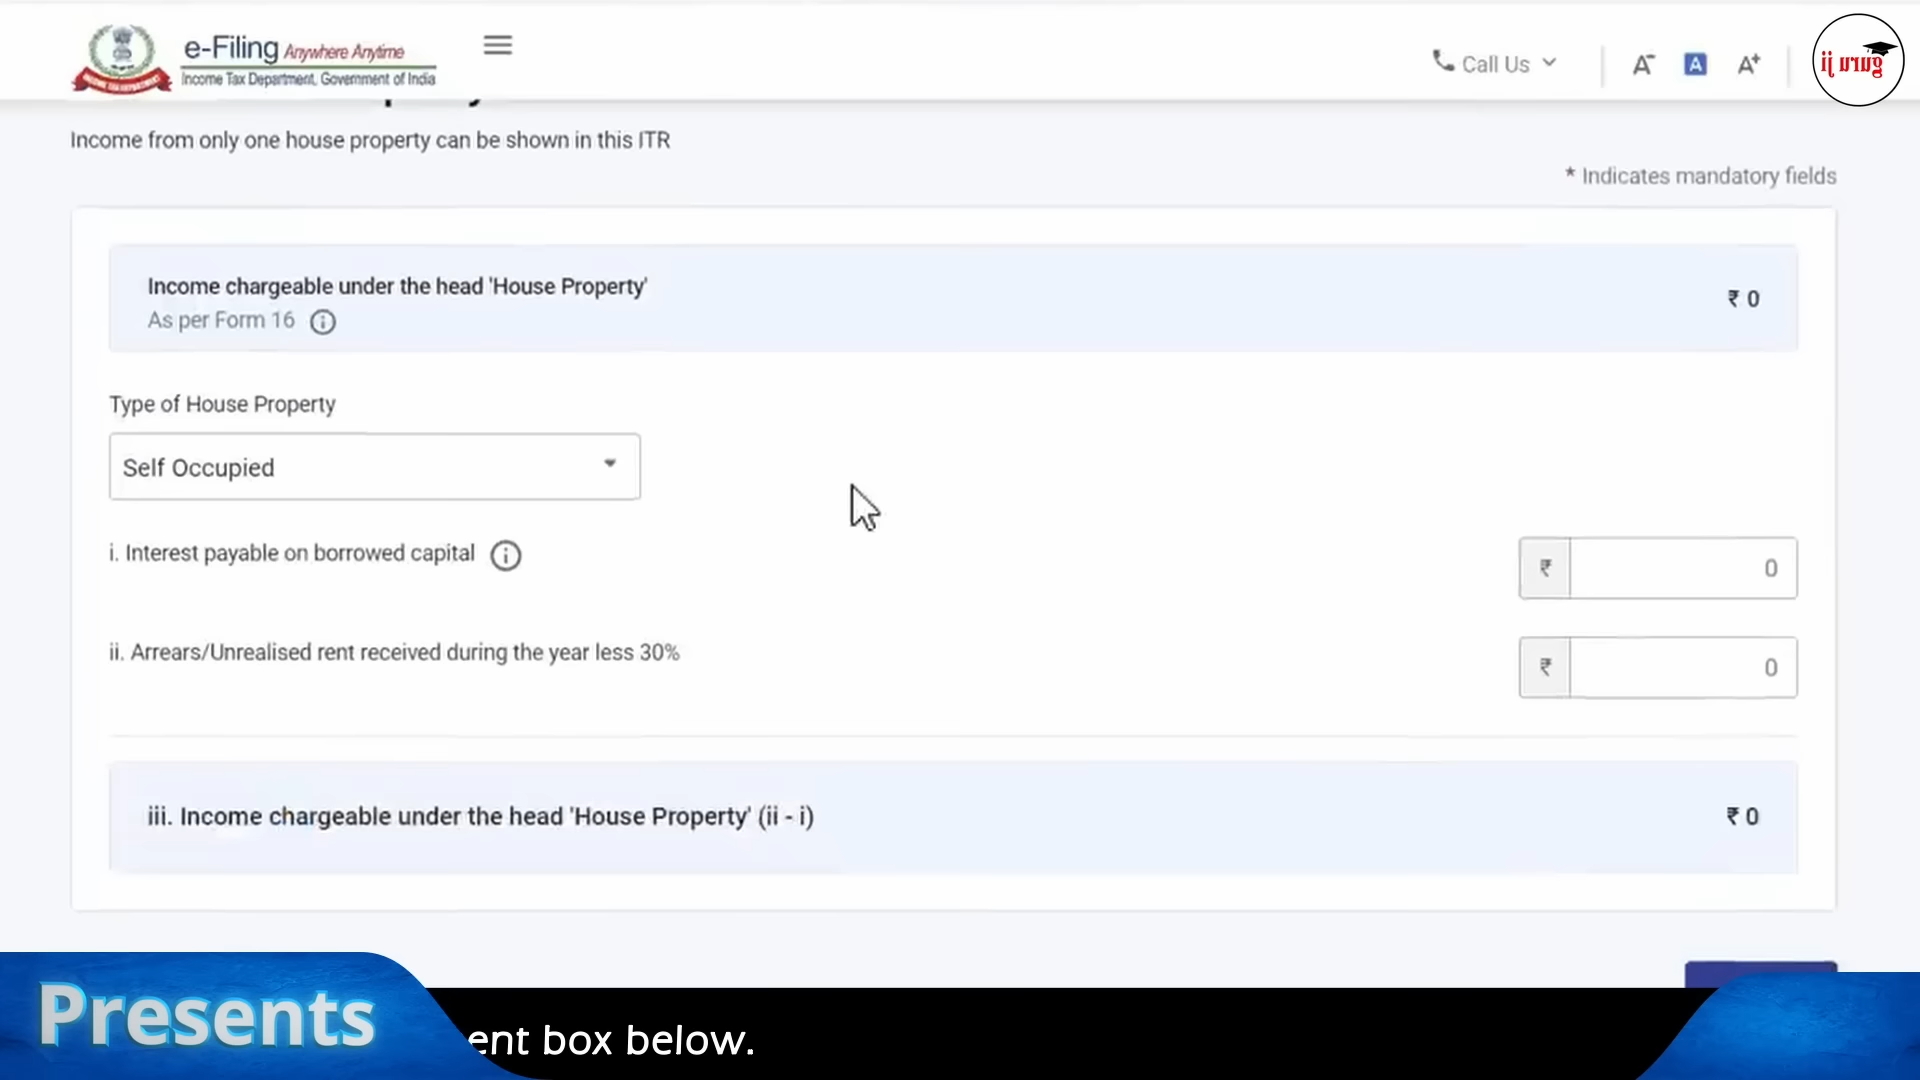 e-Filing Anywhere Anytime
Income Tax Department, Government of India
Call Us
A-
A
A+
Income from only one house property can be shown in this ITR
* Indicates mandatory fields
Income chargeable under the head 'House Property'
As per Form 16
₹ 0
Type of House Property
Self Occupied
i. Interest payable on borrowed capital
₹ 0
ii. Arrears/Unrealised rent received during the year less 30%
₹ 0
iii. Income chargeable under the head 'House Property' (ii - i)
₹ 0
Presents
ent box below.